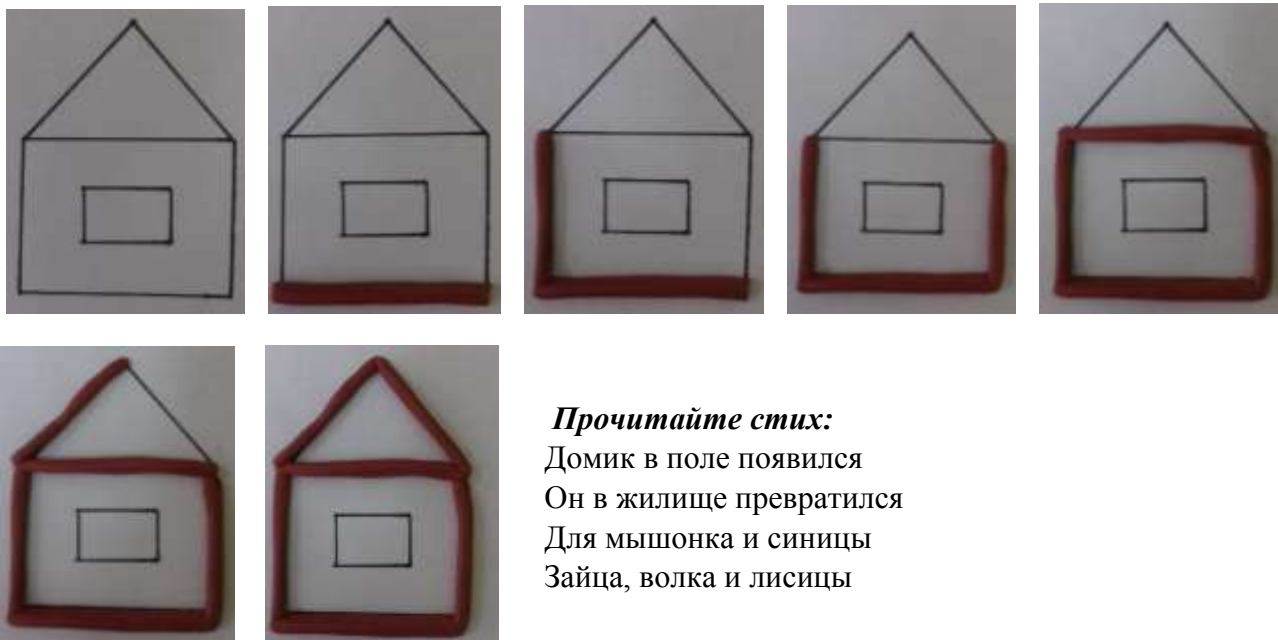 Прочитайте стих:
Домик в поле появился
Он в жилище превратился
Для мышонка и синицы
Зайца, волка и лисицы